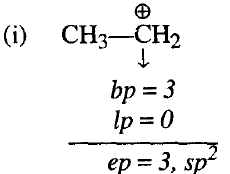 ⊕
(i) CH₃—CH₂
↓
bp = 3
lp = 0
ep = 3, sp²